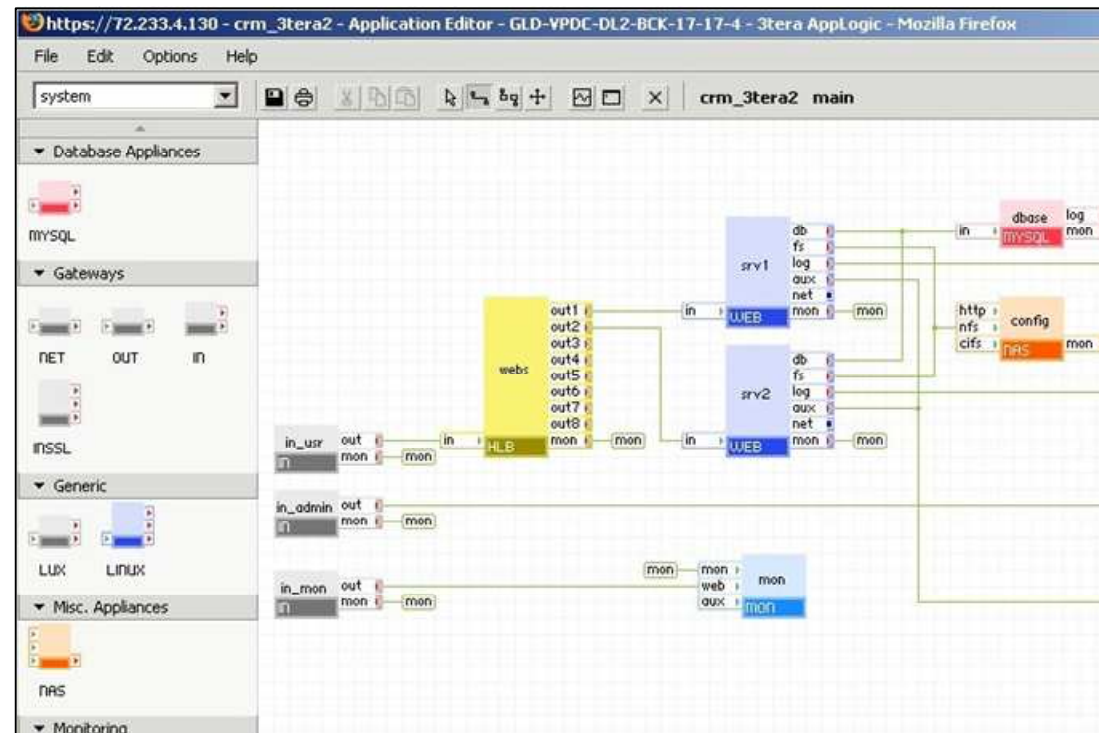 https://72.233.4.130 - crm_3tera2 - Application Editor - GLD-VPDC-DL2-BCK-17-17-4 - 3tera AppLogic - Mozilla Firefox
File Edit Options Help
system
crm_3tera2 main
Database Appliances
MYSQL
Gateways
NET OUT IN
INSSL
Generic
LUX LINUX
Misc. Appliances
NAS
Monitoring
in_usr
IN
out
mon
mon
in_admin
IN
out
mon
mon
in_mon
IN
out
mon
mon
in
webs
HLB
out1
out2
out3
out4
out5
out6
out7
out8
mon
mon
in
srv1
WEB
db
fs
log
aux
net
mon
mon
in
srv2
WEB
db
fs
log
aux
net
mon
mon
in
dbase
MYSQL
log
mon
http
nfs
cifs
config
NAS
mon
mon
mon
web
aux
mon
mon